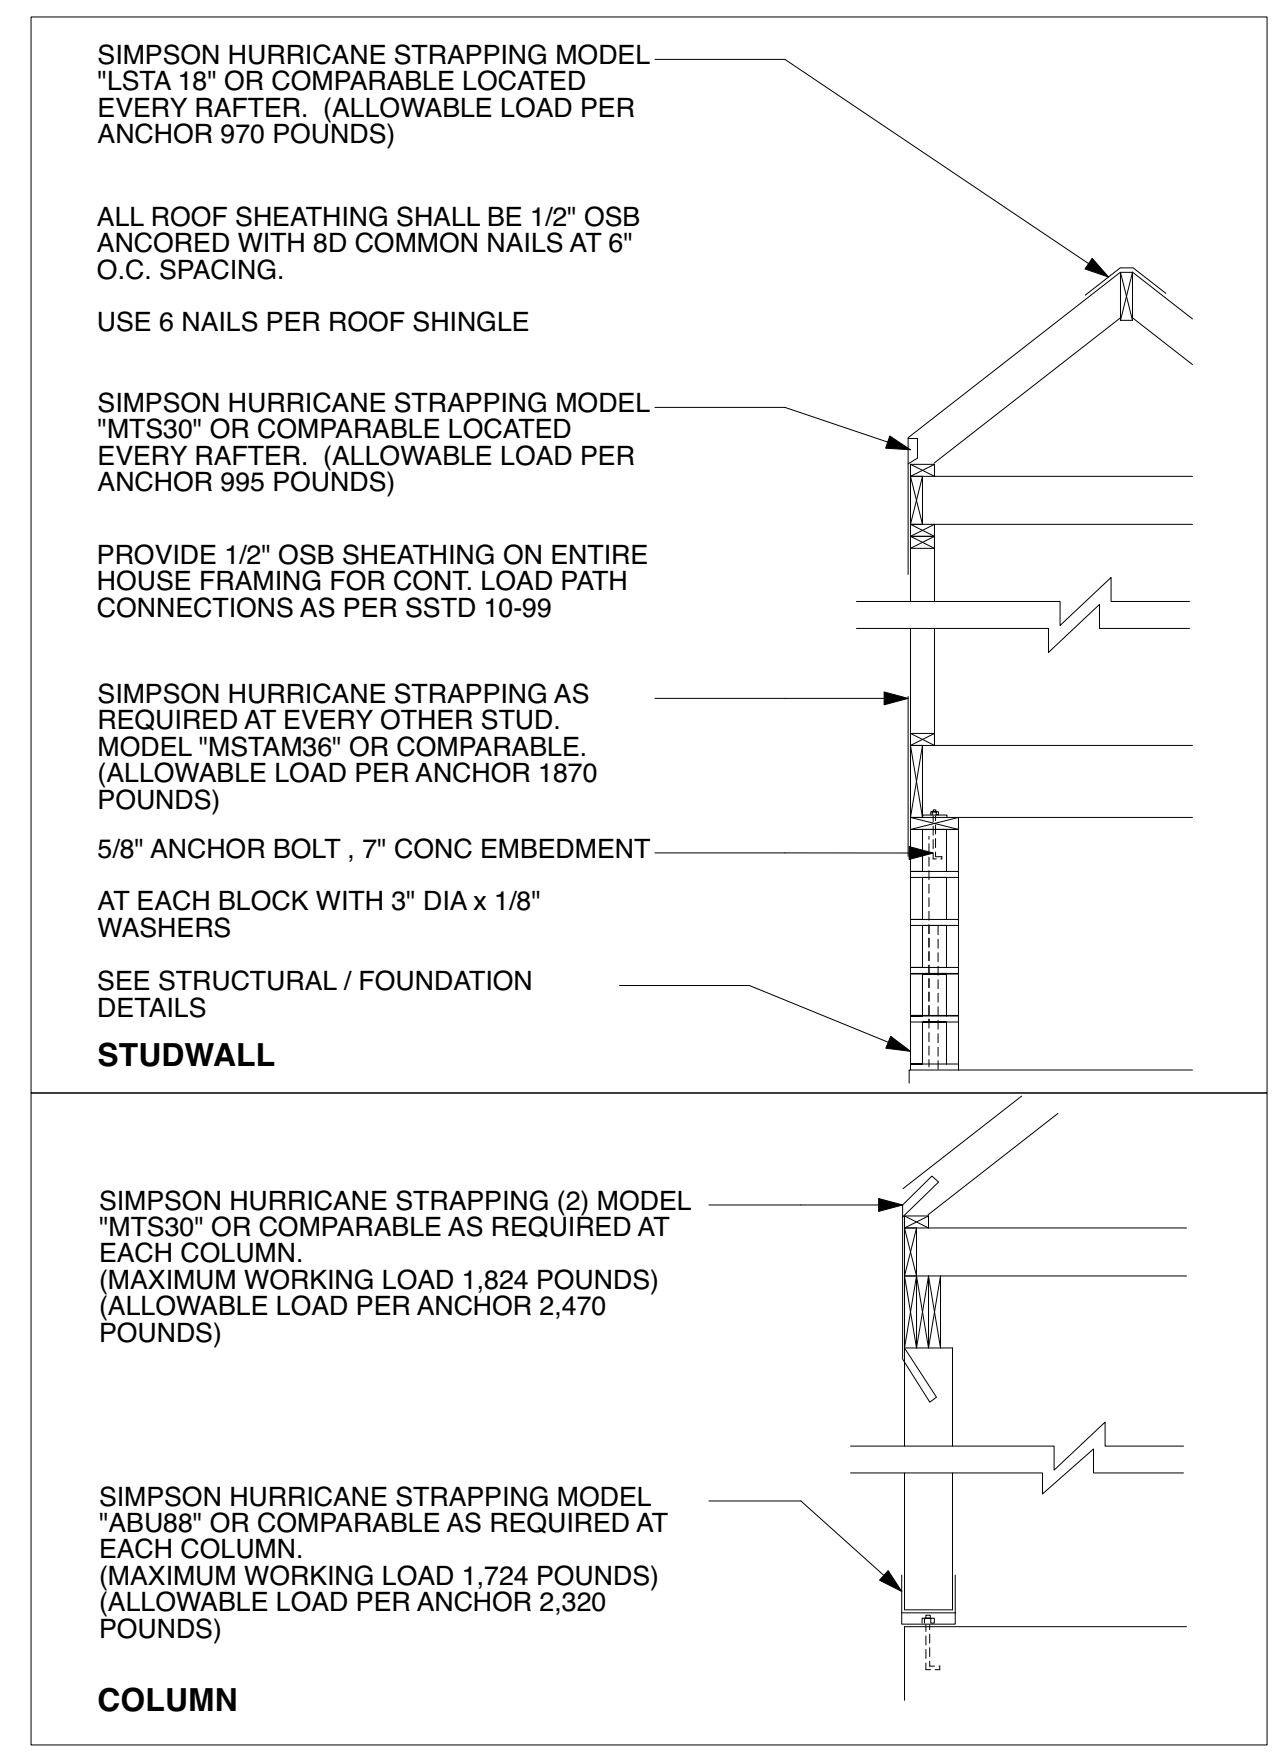 SIMPSON HURRICANE STRAPPING MODEL
"LSTA 18" OR COMPARABLE LOCATED
EVERY RAFTER. (ALLOWABLE LOAD PER
ANCHOR 970 POUNDS)
ALL ROOF SHEATHING SHALL BE 1/2" OSB
ANCORED WITH 8D COMMON NAILS AT 6"
O.C. SPACING.
USE 6 NAILS PER ROOF SHINGLE
SIMPSON HURRICANE STRAPPING MODEL
"MTS30" OR COMPARABLE LOCATED
EVERY RAFTER. (ALLOWABLE LOAD PER
ANCHOR 995 POUNDS)
PROVIDE 1/2" OSB SHEATHING ON ENTIRE
HOUSE FRAMING FOR CONT. LOAD PATH
CONNECTIONS AS PER SSTD 10-99
SIMPSON HURRICANE STRAPPING AS
REQUIRED AT EVERY OTHER STUD.
MODEL "MSTAM36" OR COMPARABLE.
(ALLOWABLE LOAD PER ANCHOR 1870
POUNDS)
5/8" ANCHOR BOLT , 7" CONC EMBEDMENT
AT EACH BLOCK WITH 3" DIA x 1/8"
WASHERS
SEE STRUCTURAL / FOUNDATION
DETAILS
STUDWALL
SIMPSON HURRICANE STRAPPING (2) MODEL
"MTS30" OR COMPARABLE AS REQUIRED AT
EACH COLUMN.
(MAXIMUM WORKING LOAD 1,824 POUNDS)
(ALLOWABLE LOAD PER ANCHOR 2,470
POUNDS)
SIMPSON HURRICANE STRAPPING MODEL
"ABU88" OR COMPARABLE AS REQUIRED AT
EACH COLUMN.
(MAXIMUM WORKING LOAD 1,724 POUNDS)
(ALLOWABLE LOAD PER ANCHOR 2,320
POUNDS)
COLUMN